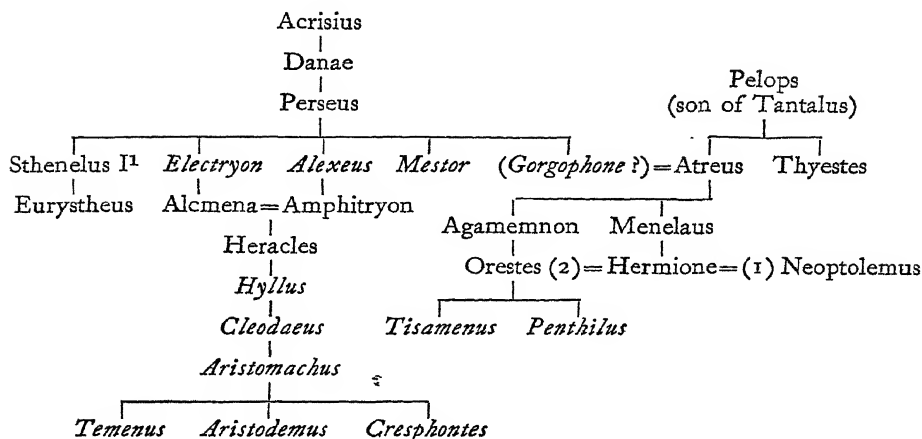 Acrisius
Danae
Pelops
Perseus
(son of Tantalus)
Sthenelus I¹ Electryon Alexeus Mestor (Gorgophone ?)=Atreus Thyestes
Eurystheus Alcmena=Amphitryon
Agamemnon Menelaus
Heracles
Orestes (2)=Hermione=(1) Neoptolemus
Hyllus
Cleodaeus Tisamenus Penthilus
Aristomachus
Temenus Aristodemus Cresphontes